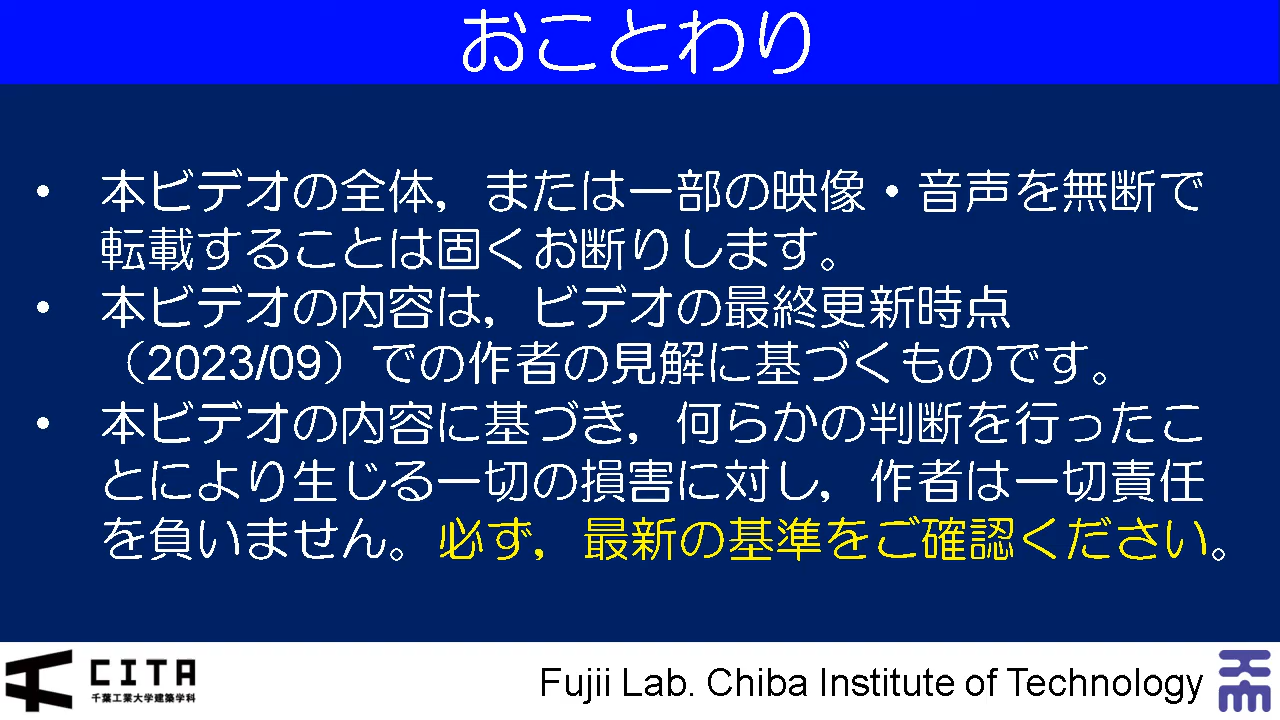 おことわり
• 本ビデオの全体，または一部の映像・音声を無断で
転載することは固くお断りします。
• 本ビデオの内容は，ビデオの最終更新時点
（2023/09）での作者の見解に基づくものです。
• 本ビデオの内容に基づき，何らかの判断を行ったこ
とにより生じる一切の損害に対し，作者は一切責任
を負いません。必ず，最新の基準をご確認ください。
CITA
千葉工業大学建築学科
Fujii Lab. Chiba Institute of Technology